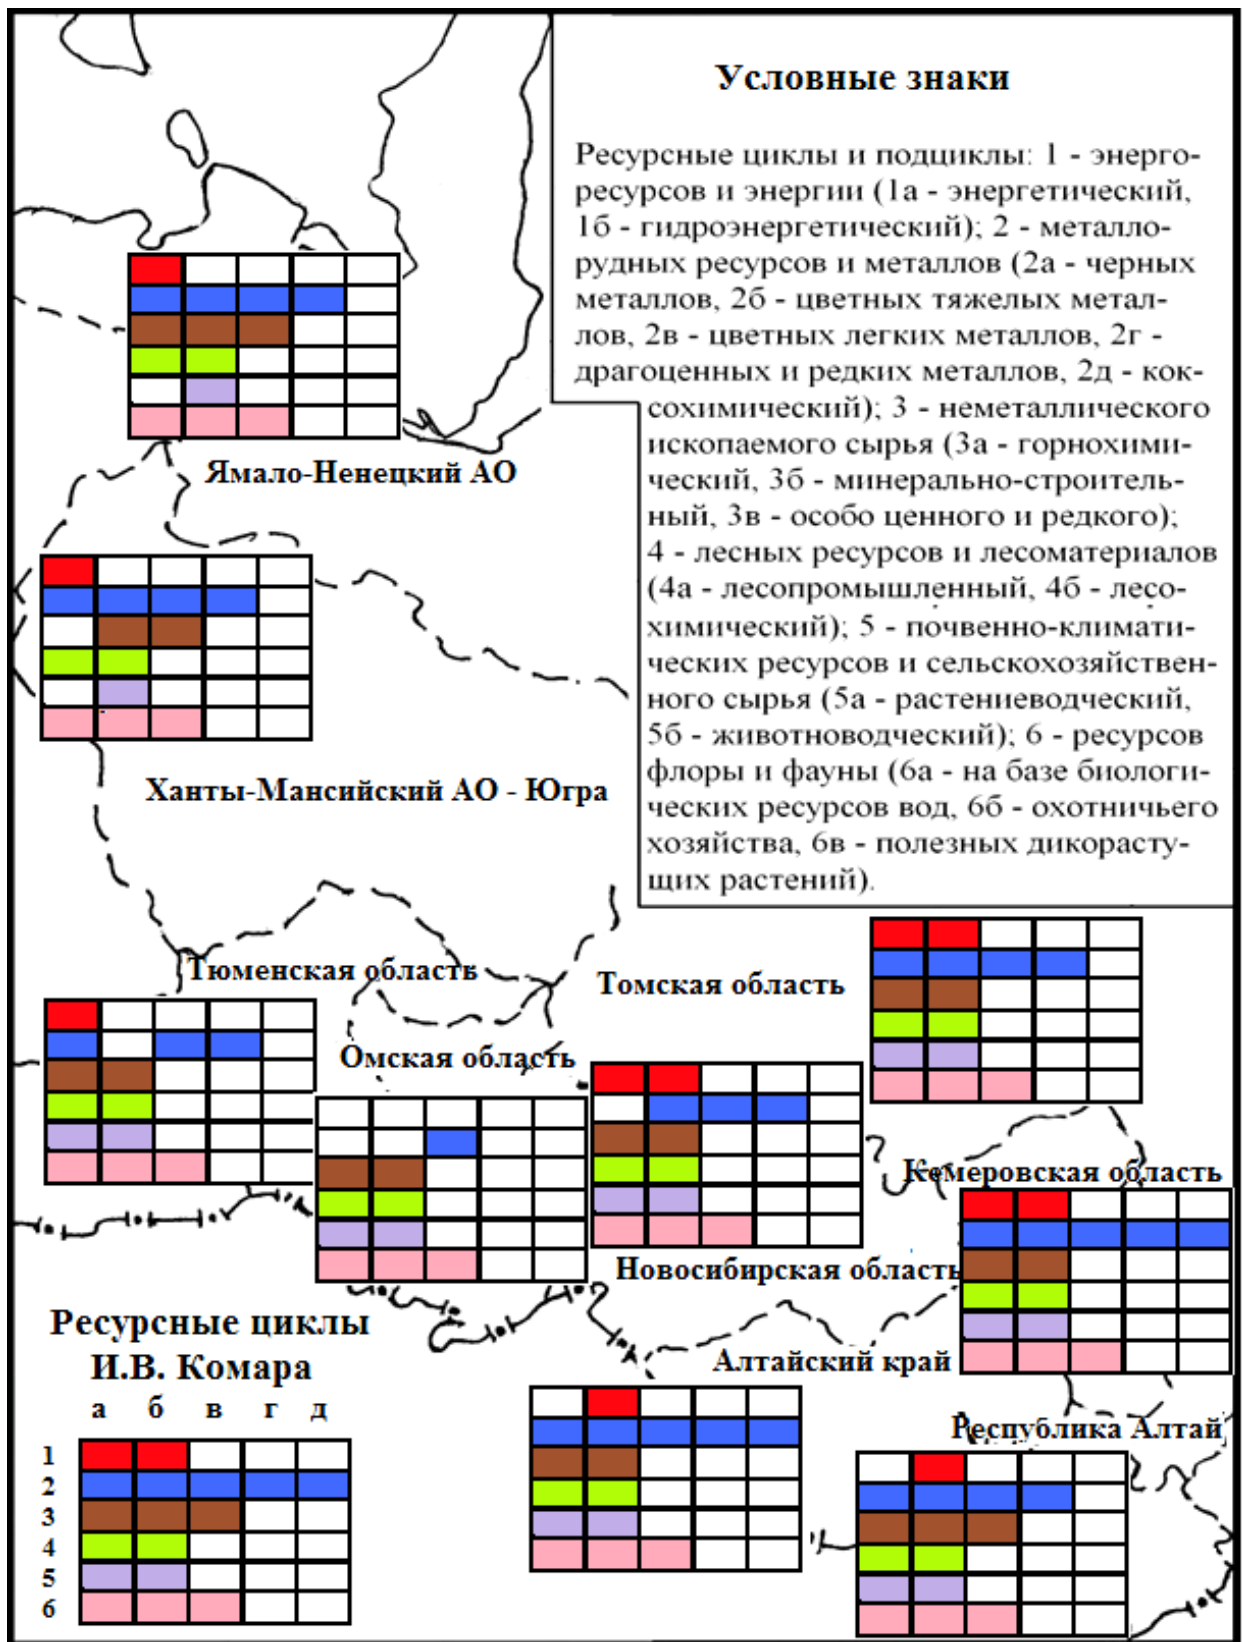 Условные знаки
Ресурсные циклы и подциклы: 1 - энерго-
ресурсов и энергии (1а - энергетический,
1б - гидроэнергетический); 2 - металло-
рудных ресурсов и металлов (2а - черных
металлов, 2б - цветных тяжелых метал-
лов, 2в - цветных легких металлов, 2г -
драгоценных и редких металлов, 2д - кок-
сохимический); 3 - неметаллического
ископаемого сырья (3а - горнохими-
ческий, 3б - минерально-строитель-
ный, 3в - особо ценного и редкого);
4 - лесных ресурсов и лесоматериалов
(4а - лесопромышленный, 4б - лесо-
химический); 5 - почвенно-климати-
ческих ресурсов и сельскохозяйствен-
ного сырья (5а - растениеводческий,
5б - животноводческий); 6 - ресурсов
флоры и фауны (6а - на базе биологи-
ческих ресурсов вод, 6б - охотничьего
хозяйства, 6в - полезных дикорасту-
щих растений).
Ямало-Ненецкий АО
Ханты-Мансийский АО - Югра
Тюменская область
Томская область
Омская область
Кемеровская область
Новосибирская область
Алтайский край
Республика Алтай
Ресурсные циклы
И.В. Комара
а б в г д
1
2
3
4
5
6